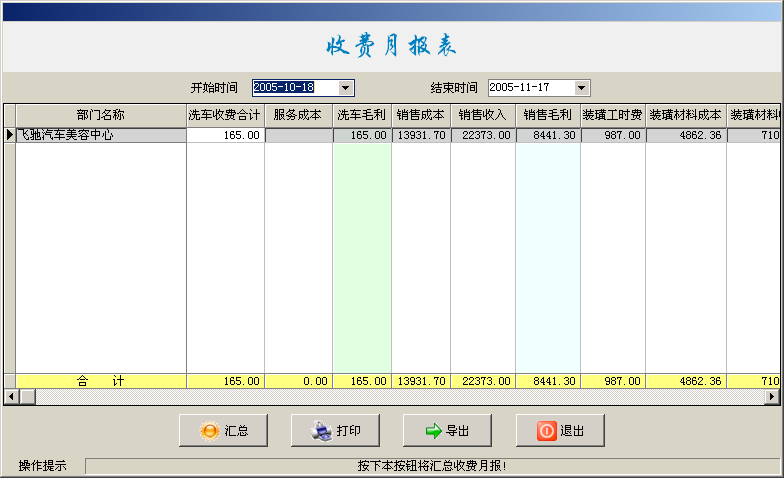 收费月报表
开始时间 2005-10-18 结束时间 2005-11-17
部门名称 洗车收费合计 服务成本 洗车毛利 销售成本 销售收入 销售毛利 装璜工时费 装璜材料成本 装璜材料
飞驰汽车美容中心 165.00 165.00 13931.70 22373.00 8441.30 987.00 4862.36 710
合 计 165.00 0.00 165.00 13931.70 22373.00 8441.30 987.00 4862.36 710
汇总 打印 导出 退出
操作提示 按下本按钮将汇总收费月报!